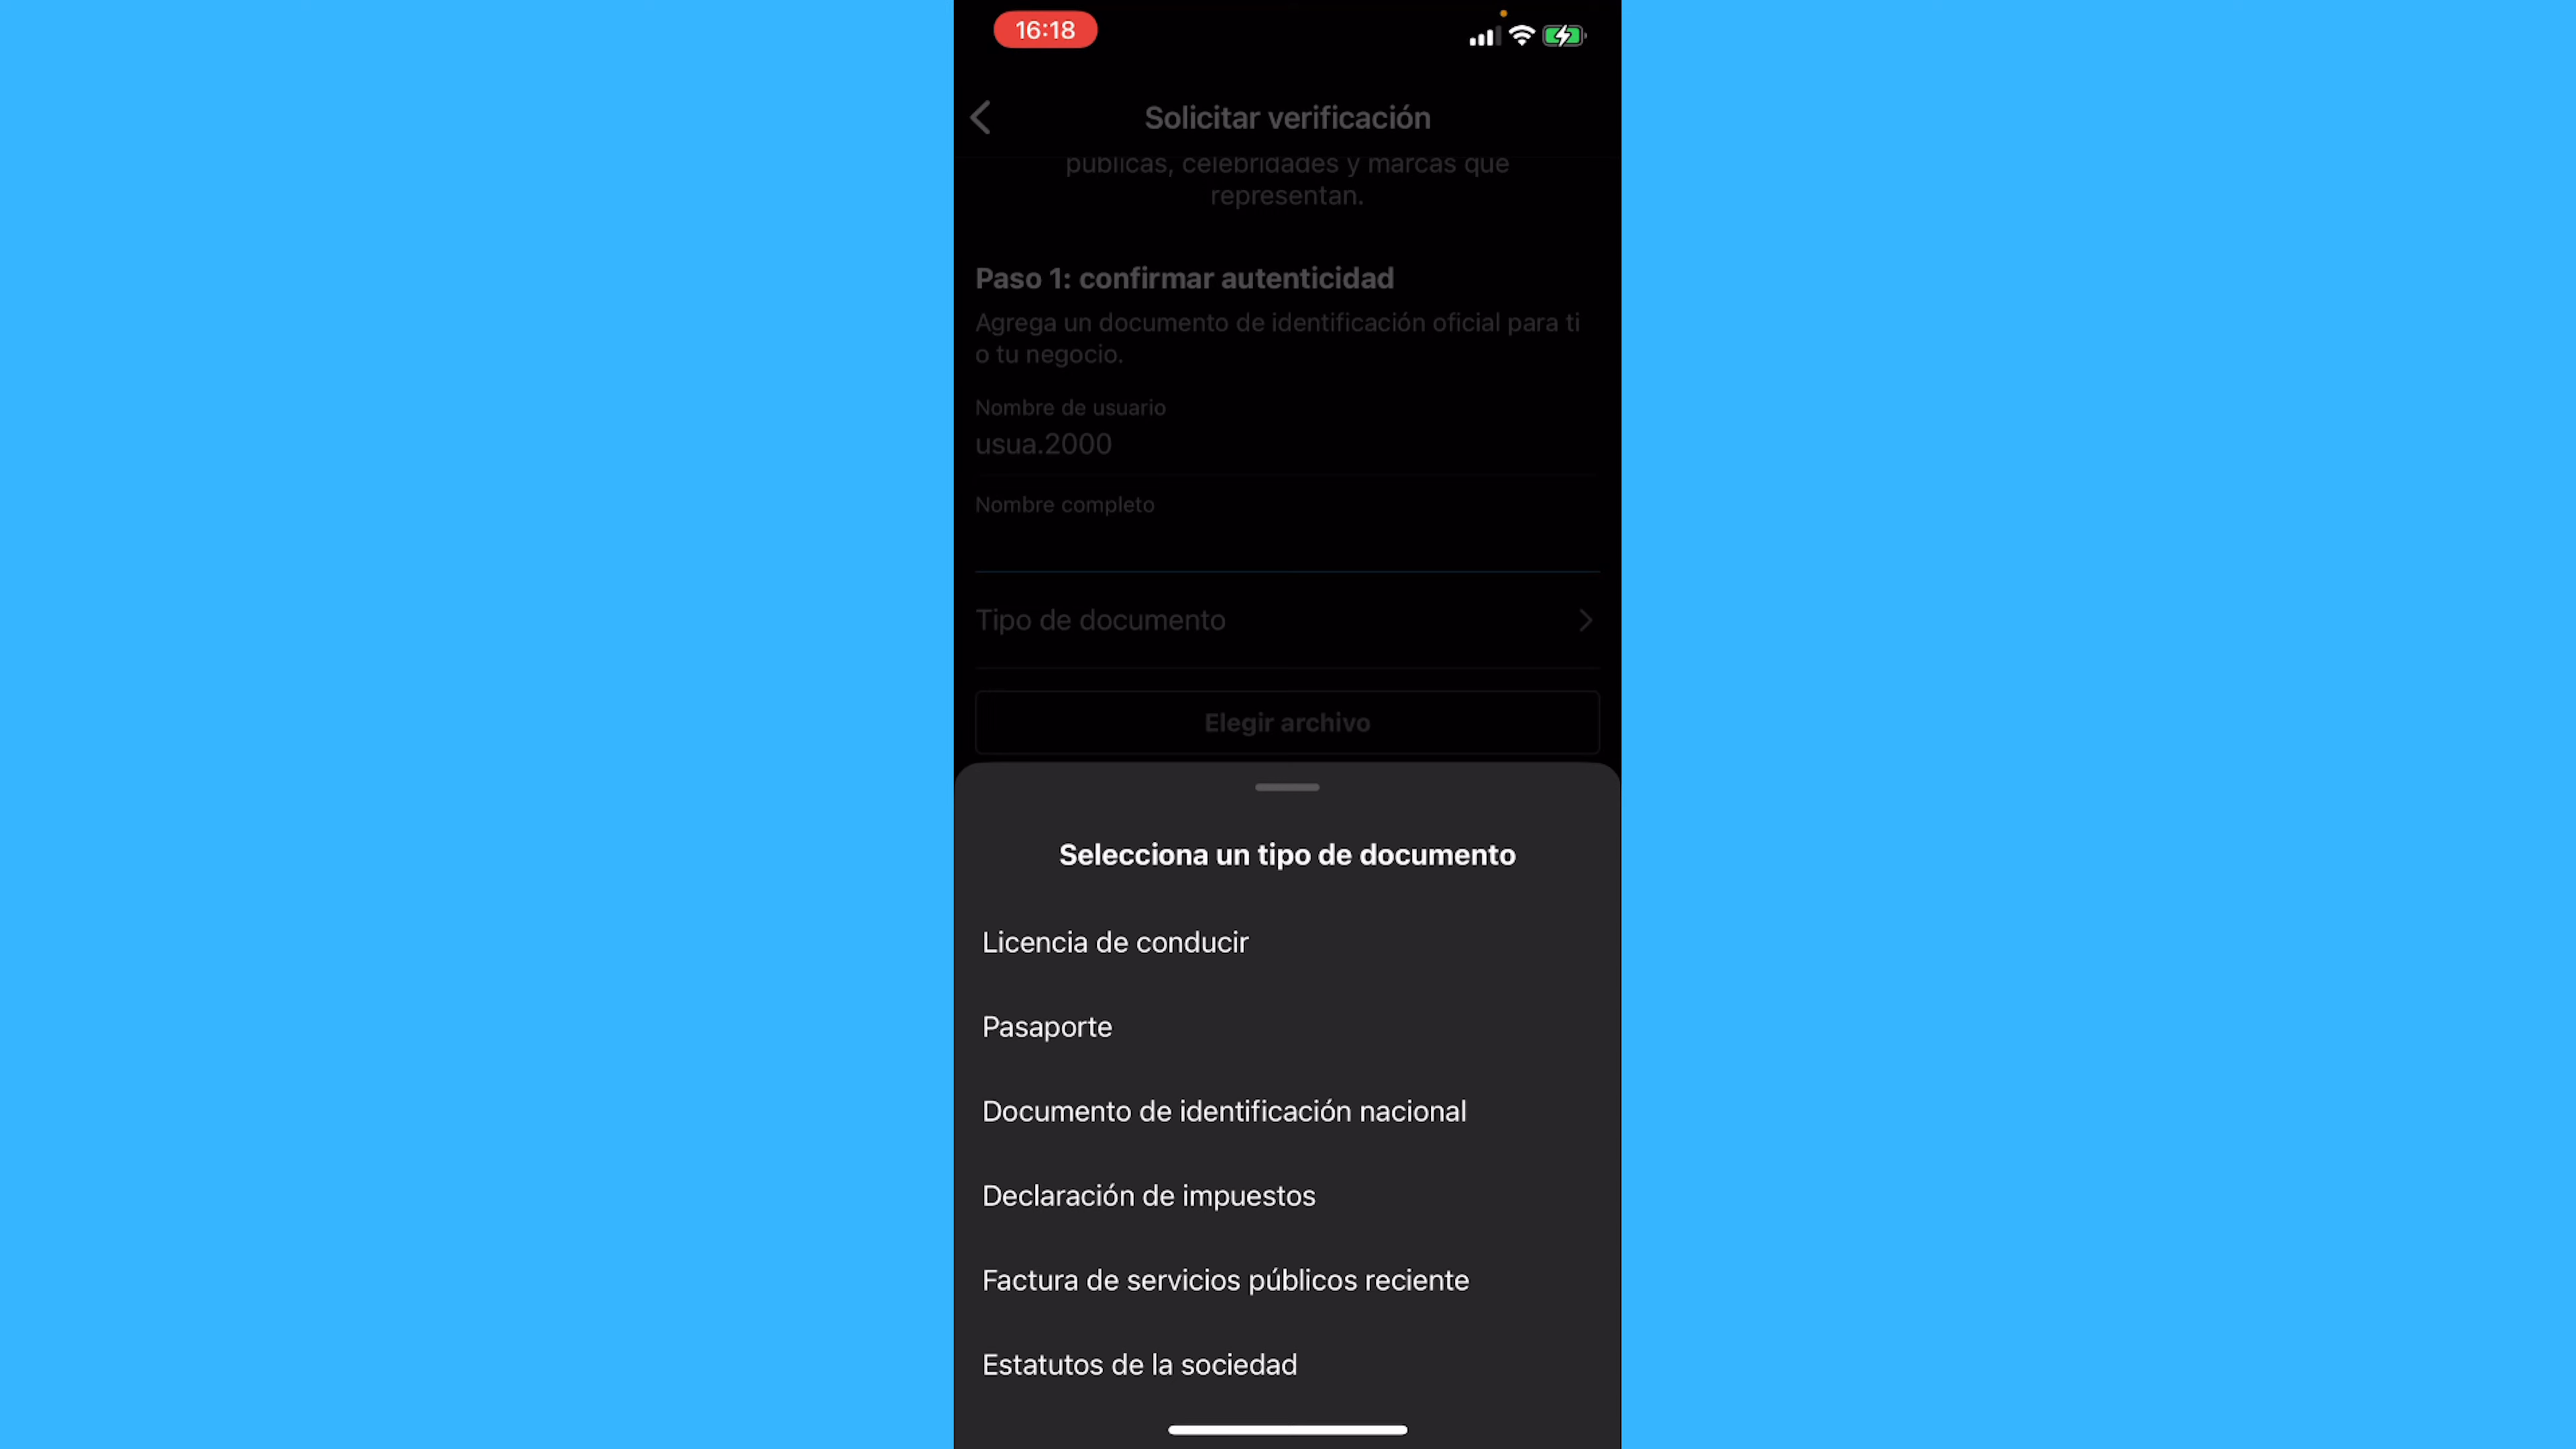 16:18
Solicitar verificación
públicas, celebridades y marcas que
representan.
Paso 1: confirmar autenticidad
Agrega un documento de identificación oficial para ti
o tu negocio.
Nombre de usuario
usua.2000
Nombre completo
Tipo de documento
Elegir archivo
Selecciona un tipo de documento
Licencia de conducir
Pasaporte
Documento de identificación nacional
Declaración de impuestos
Factura de servicios públicos reciente
Estatutos de la sociedad